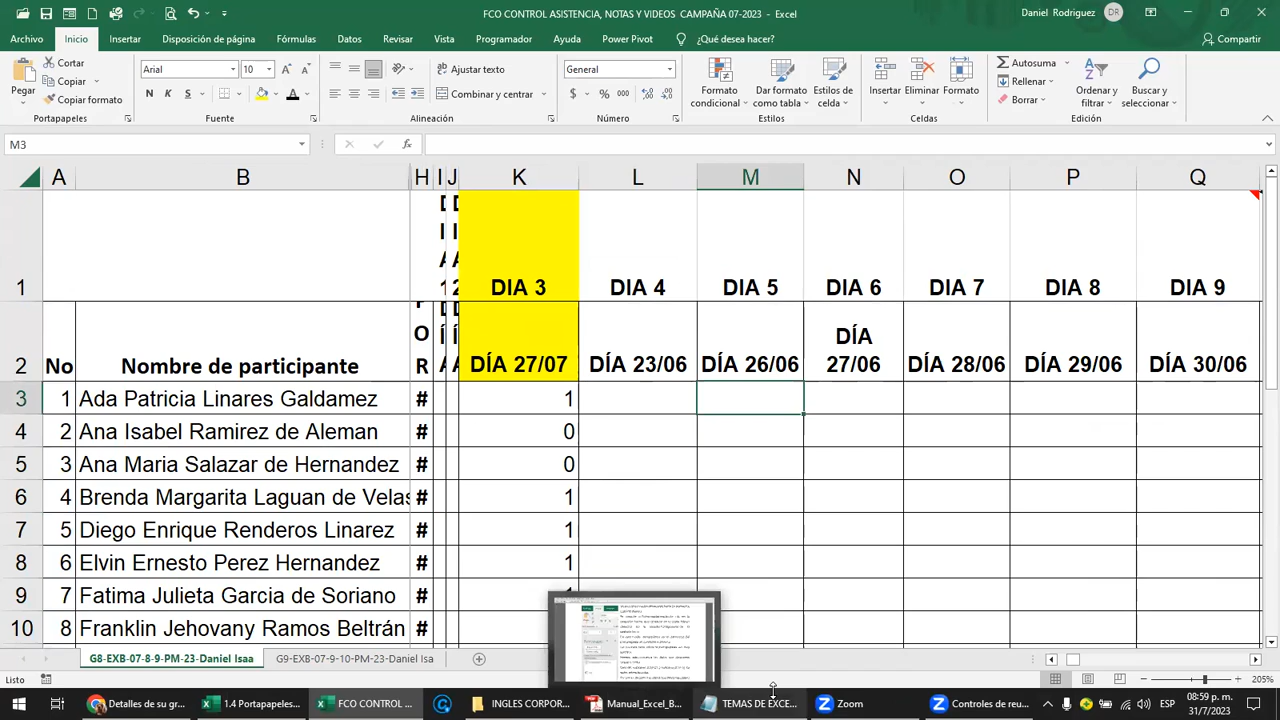 FCO CONTROL ASISTENCIA, NOTAS Y VIDEOS CAMPAÑA 07-2023 - Excel
Daniel Rodriguez DR
Archivo Inicio Insertar Disposición de página Fórmulas Datos Revisar Vista Programador Ayuda Power Pivot ¿Qué desea hacer? Compartir
Pegar
Cortar
Copiar
Copiar formato
Portapapeles
Arial 10
N K S
Fuente
Ajustar texto
Combinar y centrar
Alineación
General
$ % 000
Número
Formato condicional
Dar formato como tabla
Estilos de celda
Estilos
Insertar Eliminar Formato
Celdas
Autosuma
Rellenar
Borrar
Ordenar y filtrar
Buscar y seleccionar
Edición
M3 fx
A B H I J K L M N O P Q
1 DIA 3 DIA 4 DIA 5 DIA 6 DIA 7 DIA 8 DIA 9
2 No Nombre de participante O R DÍA 27/07 DÍA 23/06 DÍA 26/06 DÍA 27/06 DÍA 28/06 DÍA 29/06 DÍA 30/06
3 1 Ada Patricia Linares Galdamez # 1
4 2 Ana Isabel Ramirez de Aleman # 0
5 3 Ana Maria Salazar de Hernandez # 0
6 4 Brenda Margarita Laguan de Velas # 1
7 5 Diego Enrique Renderos Linarez # 1
8 6 Elvin Ernesto Perez Hernandez # 1
9 7 Fatima Julieta Garcia de Soriano #
10 8 Franklin Jehovany Ramos Beltrán #
G8-EXB-07-8-9-PM-23-Daniel Isaa
Listo 205%
Detalles de su gr... 1.4 Portapapeles ... FCO CONTROL ... INGLES CORPOR... Manual_Excel_B... TEMAS DE EXCE... Zoom Controles de reu... ESP 08:59 p. m. 31/7/2023